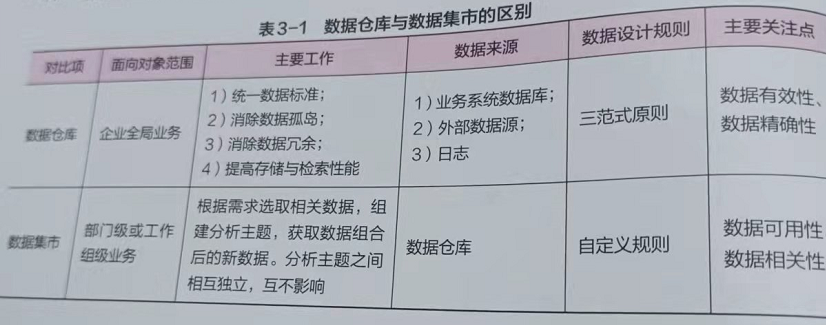 表3-1 数据仓库与数据集市的区别
对比项 面向对象范围 主要工作 数据来源 数据设计规则 主要关注点
数据仓库
企业全局业务
1）统一数据标准；
2）消除数据孤岛；
3）消除数据冗余；
4）提高存储与检索性能
1）业务系统数据库；
2）外部数据源；
3）日志
三范式原则
数据有效性、
数据精确性
数据集市
部门级或工作
组级业务
根据需求选取相关数据，组
建分析主题，获取数据组合
后的新数据。分析主题之间
相互独立，互不影响
数据仓库
自定义规则
数据可用性
数据相关性